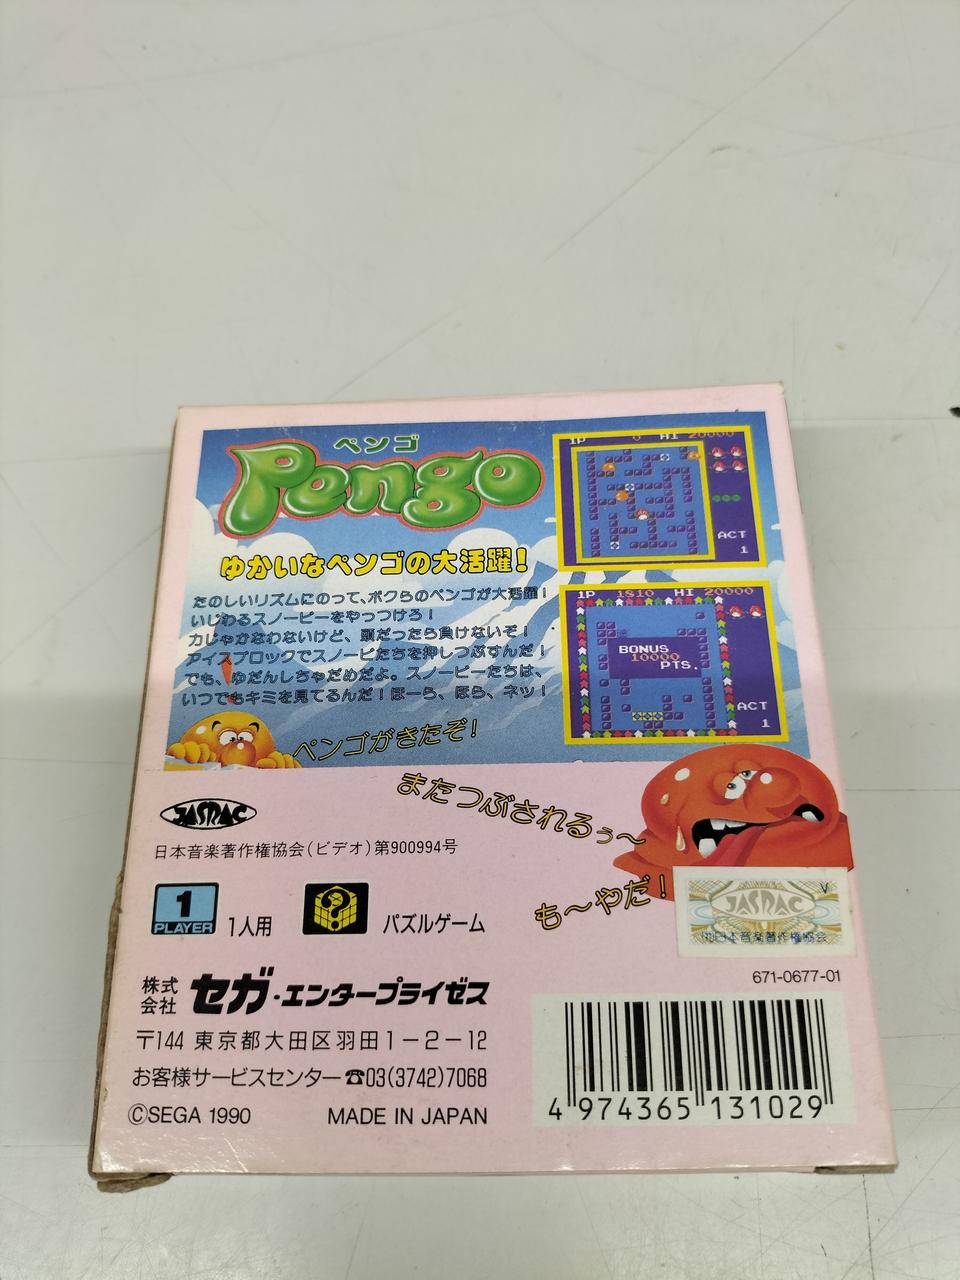 ペンゴ
Pengo
ゆかいなペンゴの大活躍!
たのしいリズムにのって、ボクらのペンゴが大活躍!
いじわるスノービーをやっつけろ!
力じゃかなわないけど、頭だったら負けないぞ!
アイスブロックでスノービたちを押しつぶすんだ!
でも、ゆだんしちゃだめだよ。スノービーたちは、
いつでもキミを見てるんだ!ほーら、ほら、ネッ!
ペンゴがきたぞ!
1P 0 HI 20000
ACT
1
1P 1810 HI 20000
BONUS
10000
PTS.
ACT
1
またつぶされるぅ〜
も〜やだ!
JASRAC
日本音楽著作権協会(ビデオ)第900994号
1
PLAYER
1人用
?
パズルゲーム
V
JASRAC
日本音楽著作権協会
671-0677-01
株式会社 セガ・エンタープライゼス
〒144 東京都大田区羽田1-2-12
お客様サービスセンター☎03(3742)7068
©SEGA 1990 MADE IN JAPAN
4 974365 131029